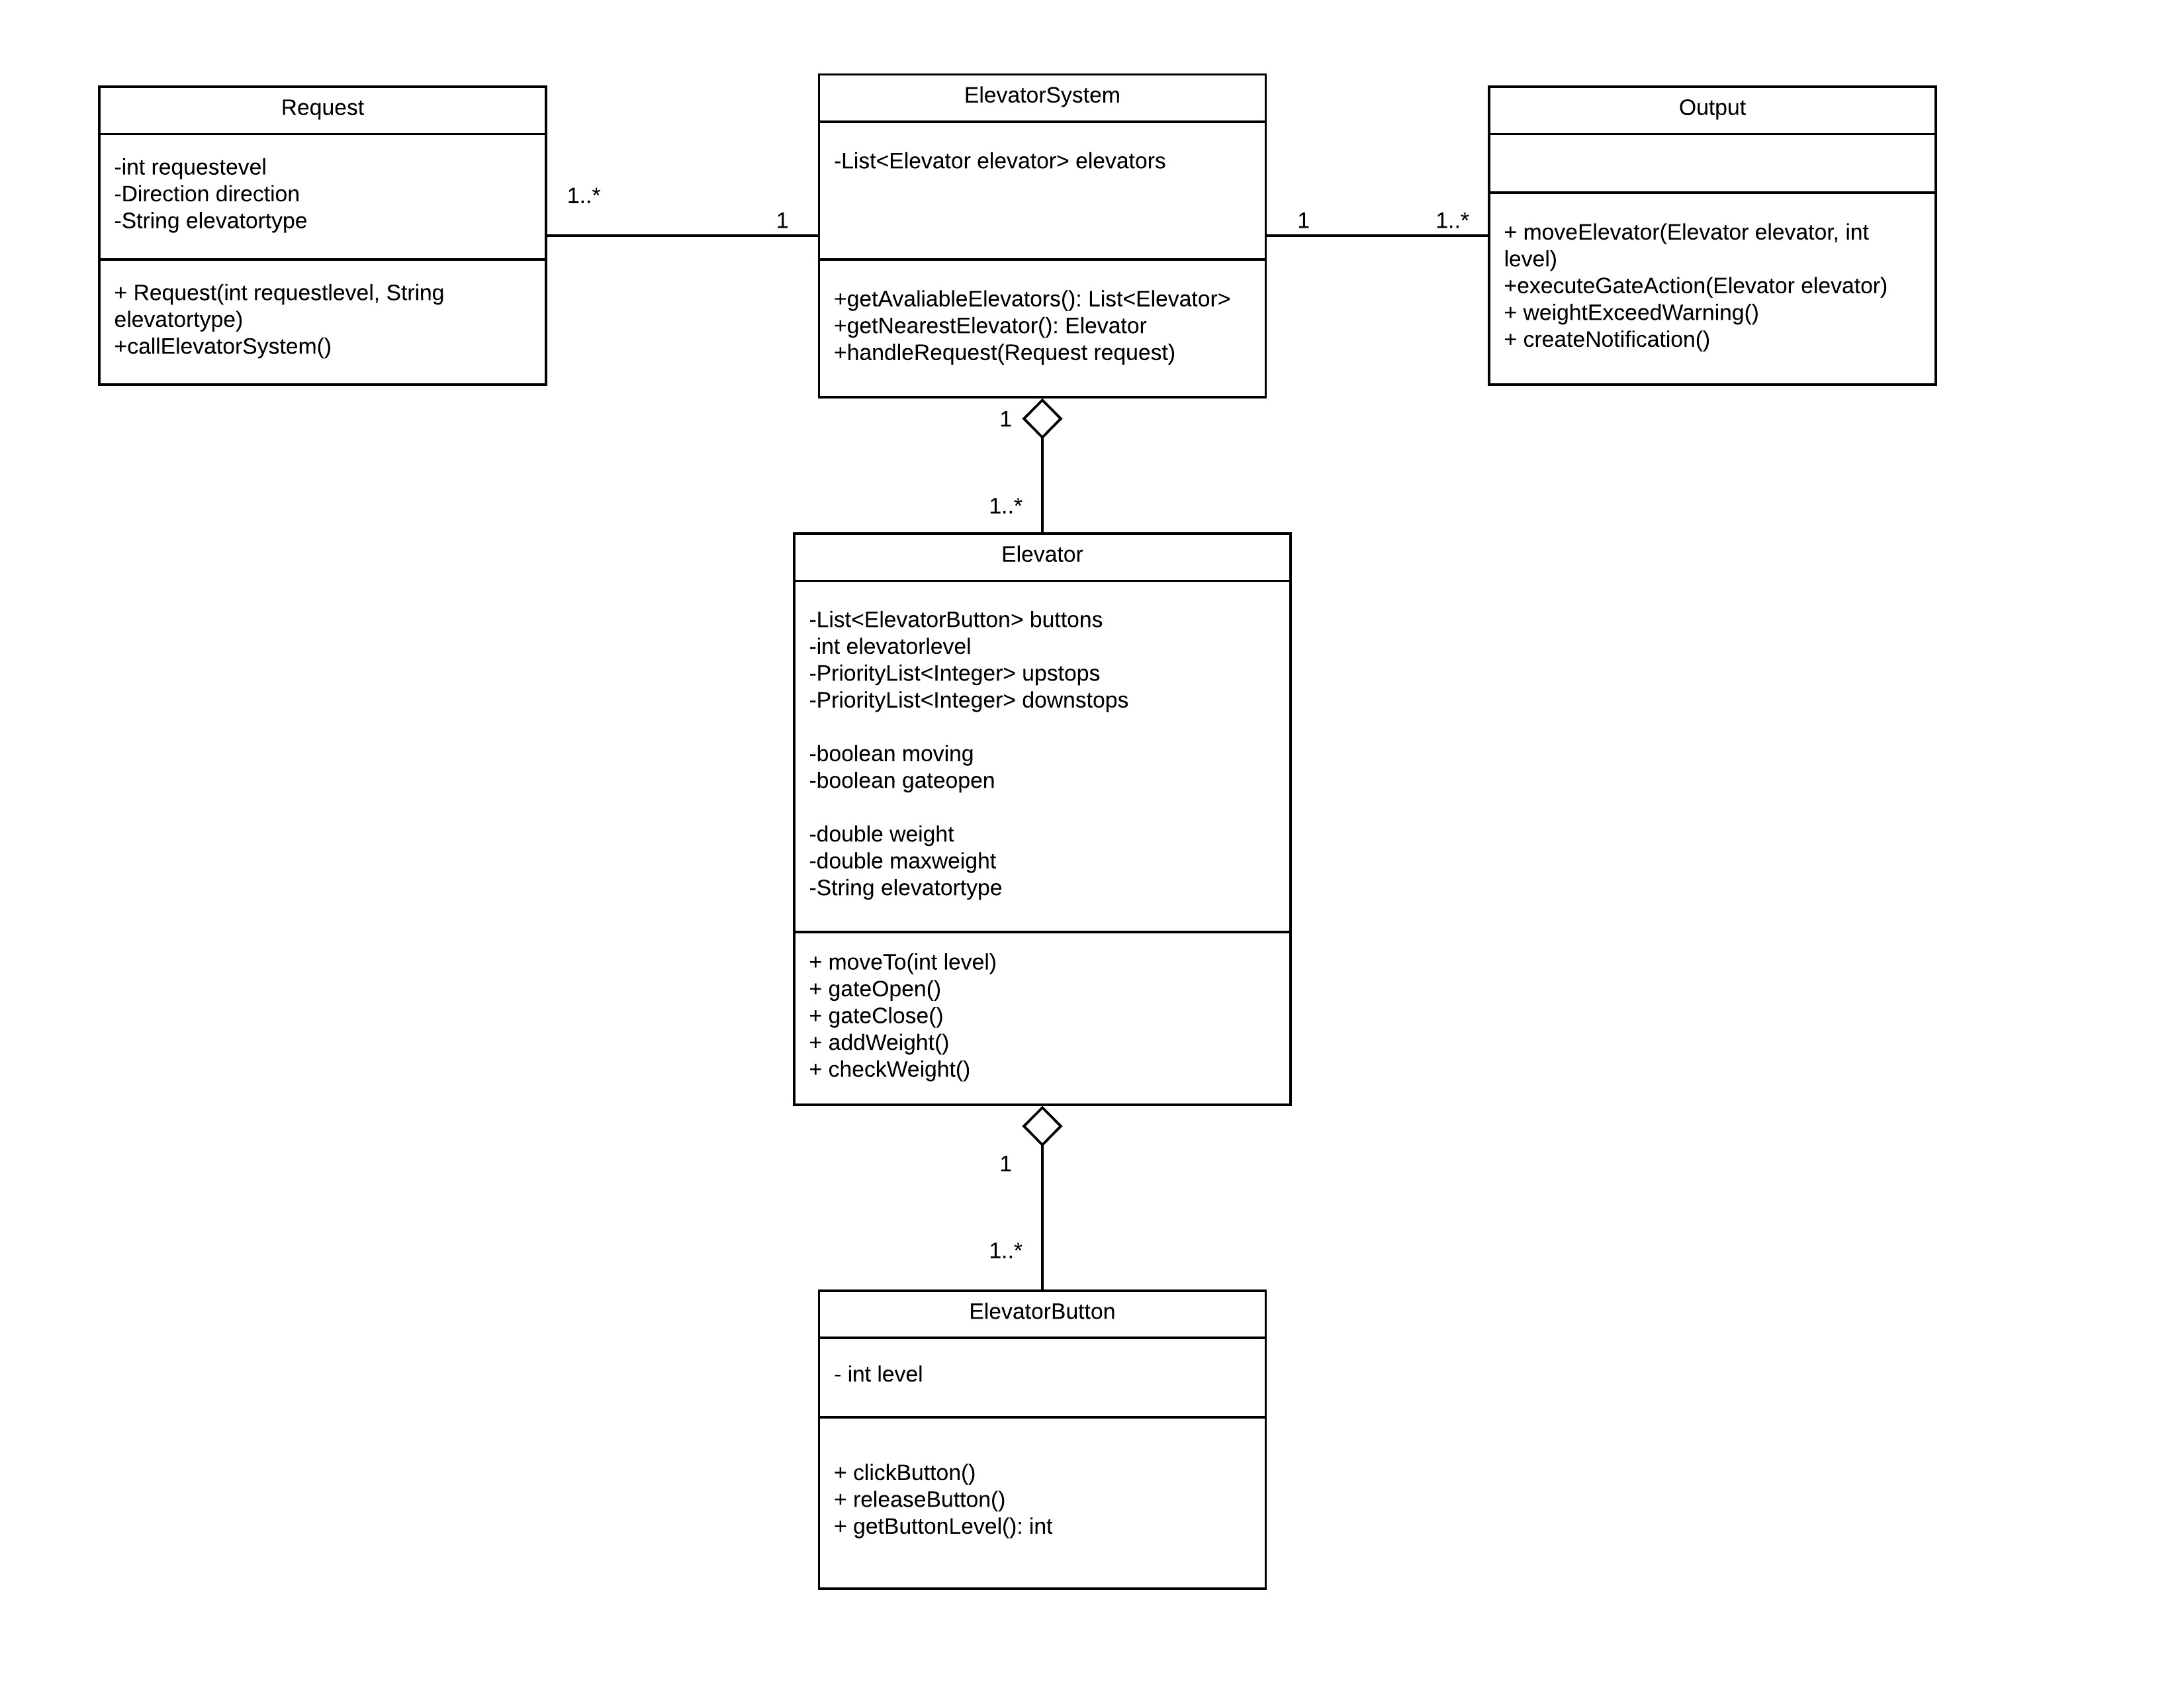 Request
-int requestevel
-Direction direction
-String elevatortype
+ Request(int requestlevel, String
elevatortype)
+callElevatorSystem()
1..*
1
ElevatorSystem
-List<Elevator elevator> elevators
+getAvaliableElevators(): List<Elevator>
+getNearestElevator(): Elevator
+handleRequest(Request request)
1
1..*
Output
+ moveElevator(Elevator elevator, int
level)
+executeGateAction(Elevator elevator)
+ weightExceedWarning()
+ createNotification()
1
1..*
Elevator
-List<ElevatorButton> buttons
-int elevatorlevel
-PriorityList<Integer> upstops
-PriorityList<Integer> downstops
-boolean moving
-boolean gateopen
-double weight
-double maxweight
-String elevatortype
+ moveTo(int level)
+ gateOpen()
+ gateClose()
+ addWeight()
+ checkWeight()
1
1..*
ElevatorButton
- int level
+ clickButton()
+ releaseButton()
+ getButtonLevel(): int